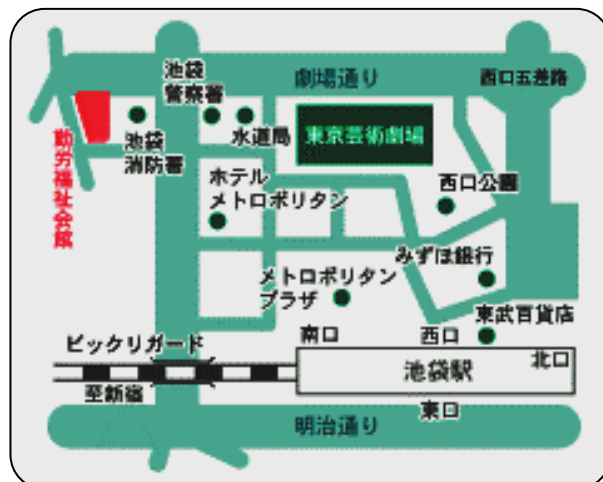 池袋
警察署
劇場通り
西口五差路
水道局
東京芸術劇場
池袋
消防署
勤労福祉会館
ホテル
メトロポリタン
西口公園
みずほ銀行
メトロポリタン
プラザ
東武百貨店
南口
西口
ビックリガード
北口
池袋駅
至新宿
東口
明治通り